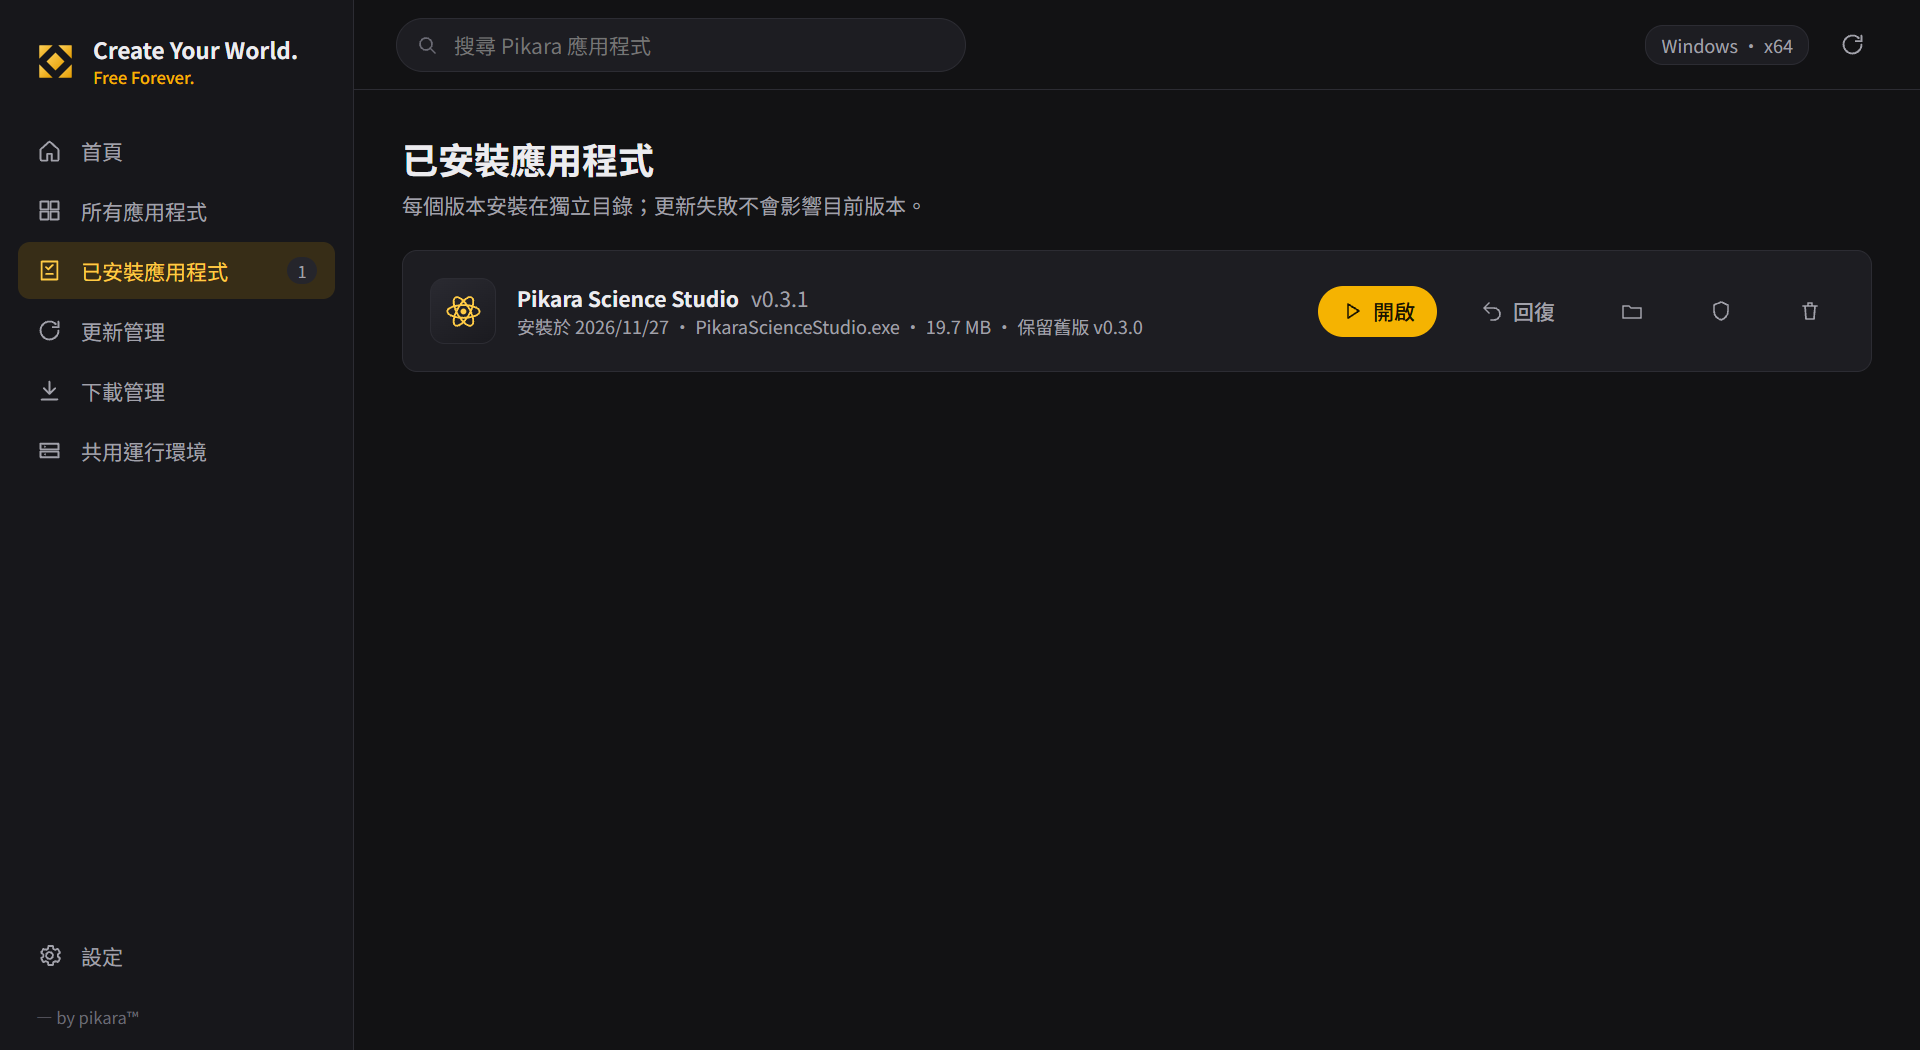 Create Your World.
Free Forever.
首頁
所有應用程式
已安裝應用程式 1
更新管理
下載管理
共用運行環境
設定
— by pikara™
搜尋 Pikara 應用程式
Windows • x64
已安裝應用程式
每個版本安裝在獨立目錄；更新失敗不會影響目前版本。
Pikara Science Studio v0.3.1
安裝於 2026/11/27 • PikaraScienceStudio.exe • 19.7 MB • 保留舊版 v0.3.0
開啟
回復